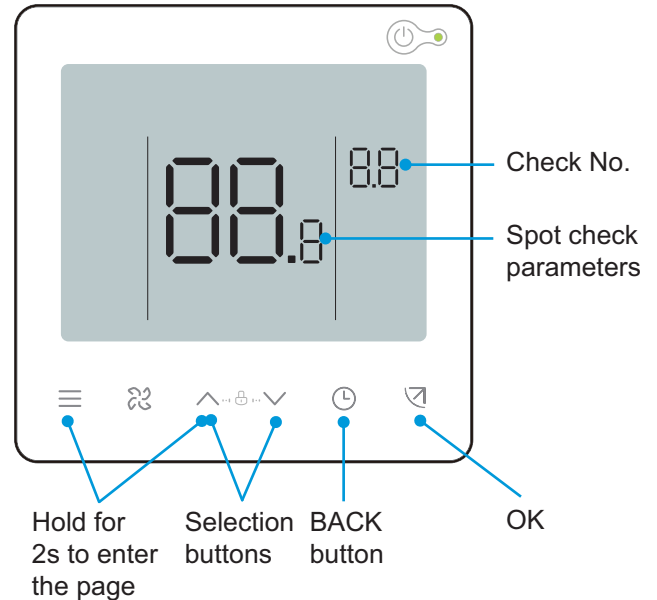 8.8
Check No.
88.8
Spot check
parameters
Hold for
2s to enter
the page
Selection
buttons
BACK
button
OK